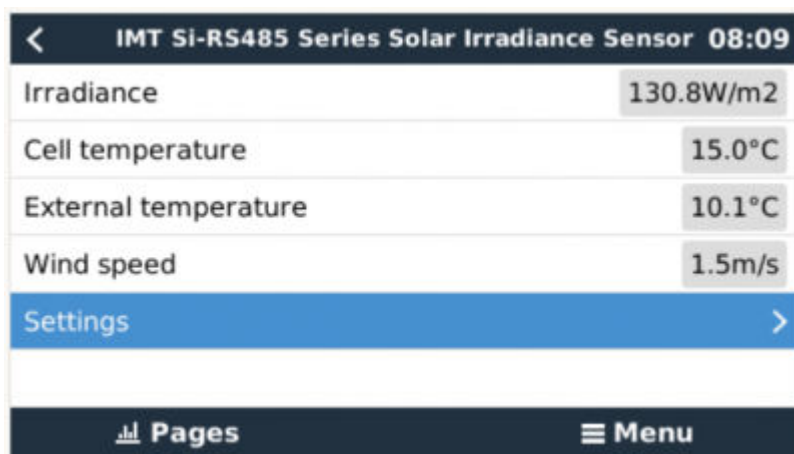 IMT Si-RS485 Series Solar Irradiance Sensor 08:09
Irradiance 130.8W/m2
Cell temperature 15.0°C
External temperature 10.1°C
Wind speed 1.5m/s
Settings
Pages Menu